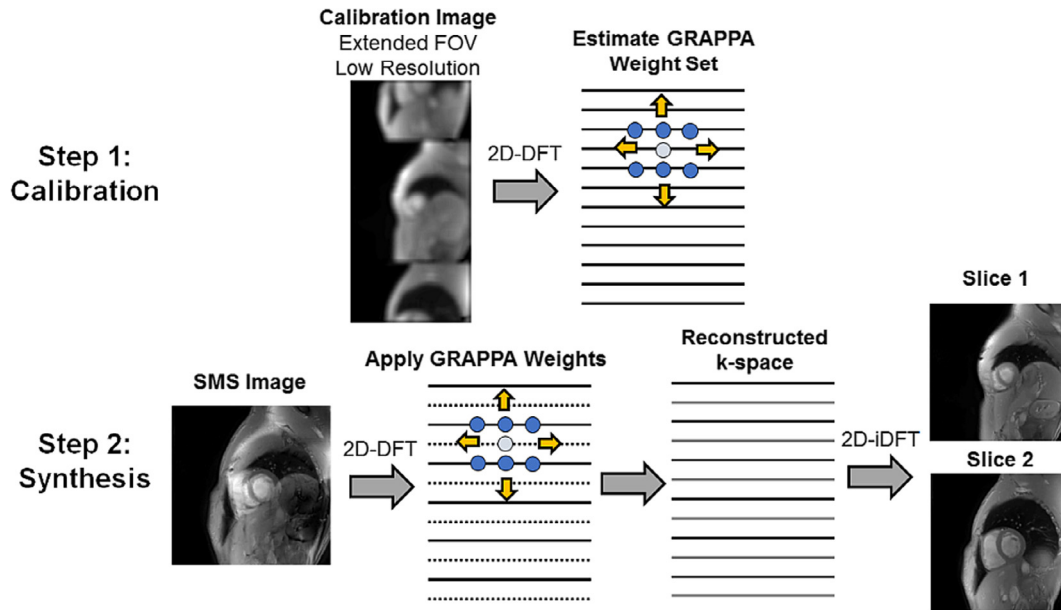 Calibration Image
Extended FOV
Low Resolution
Estimate GRAPPA
Weight Set
Step 1:
Calibration
2D-DFT
Slice 1
Reconstructed
k-space
Apply GRAPPA Weights
SMS Image
Step 2:
Synthesis
2D-DFT
2D-iDFT
Slice 2